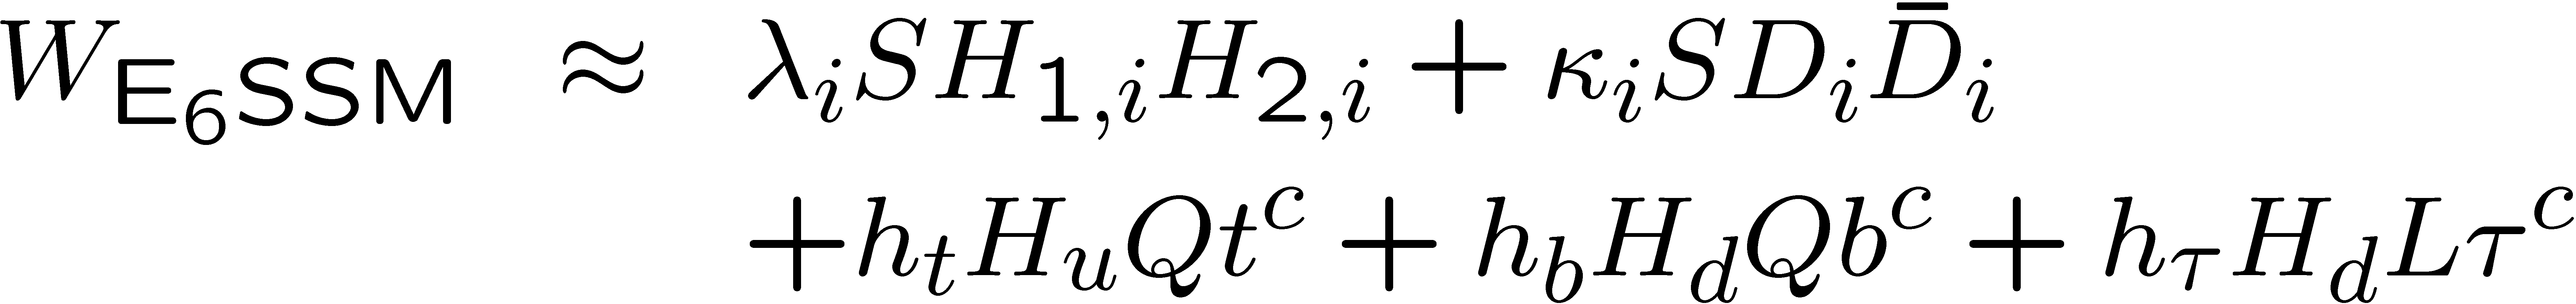 W_{E_6SSM} ≈ λ_i S H_{1,i} H_{2,i} + κ_i S D_i \bar{D}_i
+ h_t H_u Q t^c + h_b H_d Q b^c + h_τ H_d L τ^c